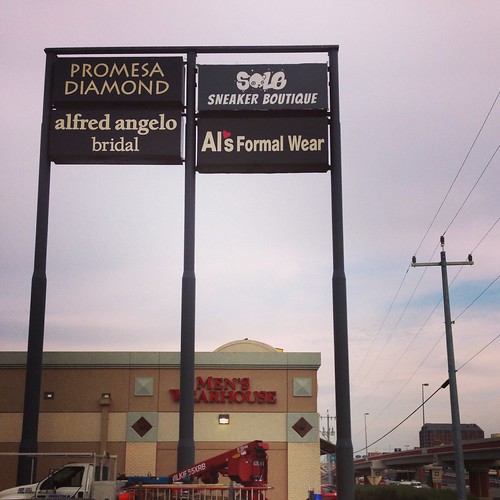 PROMESA
DIAMOND
alfred angelo
bridal
SOLE
SNEAKER BOUTIQUE
Al's Formal Wear
MEN'S
WEARHOUSE